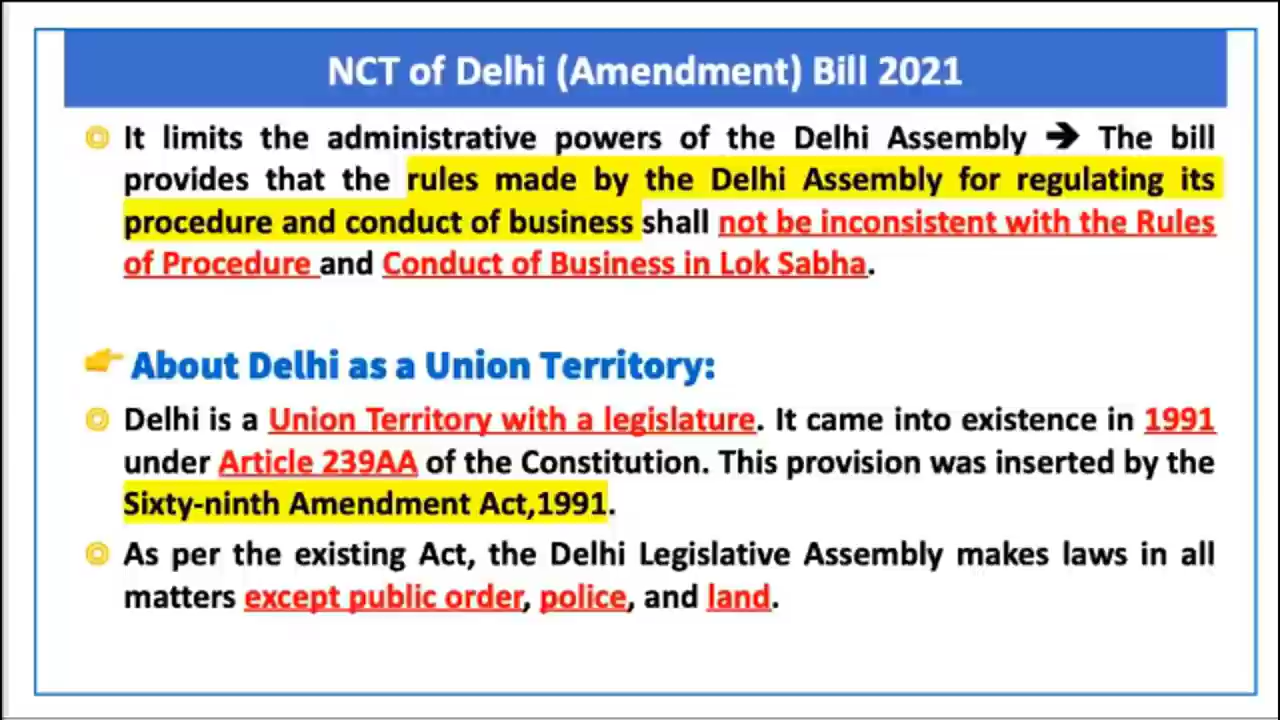 NCT of Delhi (Amendment) Bill 2021
It limits the administrative powers of the Delhi Assembly ➔ The bill
provides that the rules made by the Delhi Assembly for regulating its
procedure and conduct of business shall not be inconsistent with the Rules
of Procedure and Conduct of Business in Lok Sabha.
About Delhi as a Union Territory:
Delhi is a Union Territory with a legislature. It came into existence in 1991
under Article 239AA of the Constitution. This provision was inserted by the
Sixty-ninth Amendment Act,1991.
As per the existing Act, the Delhi Legislative Assembly makes laws in all
matters except public order, police, and land.